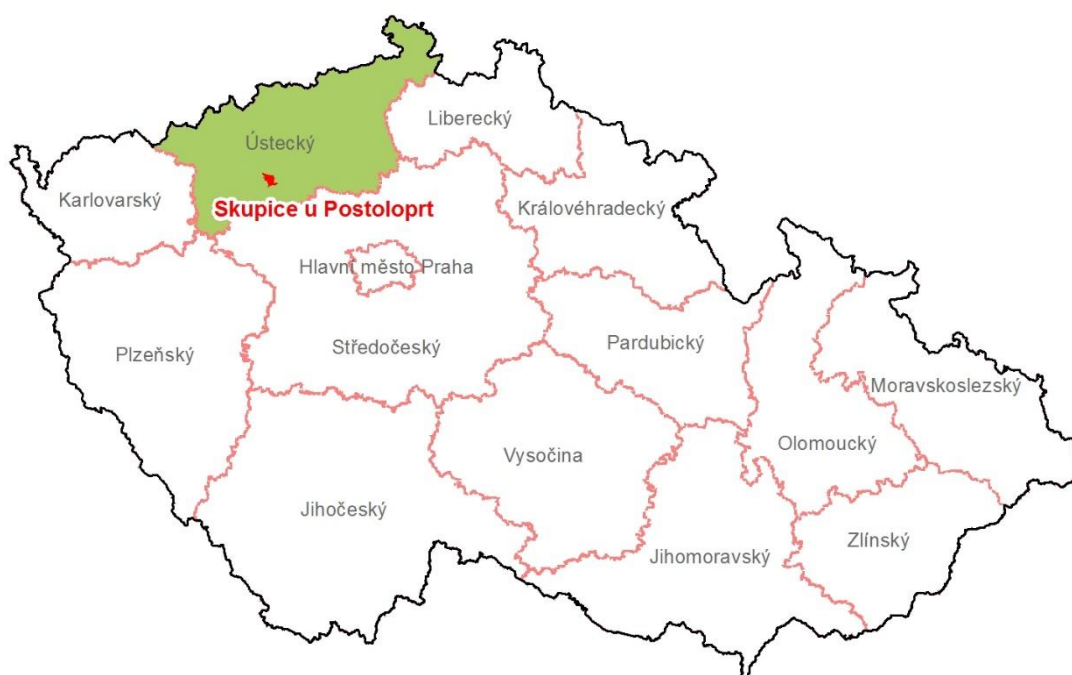 Liberecký
Ústecký
Karlovarský
Skupice u Postoloprt
Královéhradecký
Hlavní město Praha
Plzeňský
Středočeský
Pardubický
Moravskoslezský
Olomoucký
Vysočina
Jihočeský
Zlínský
Jihomoravský